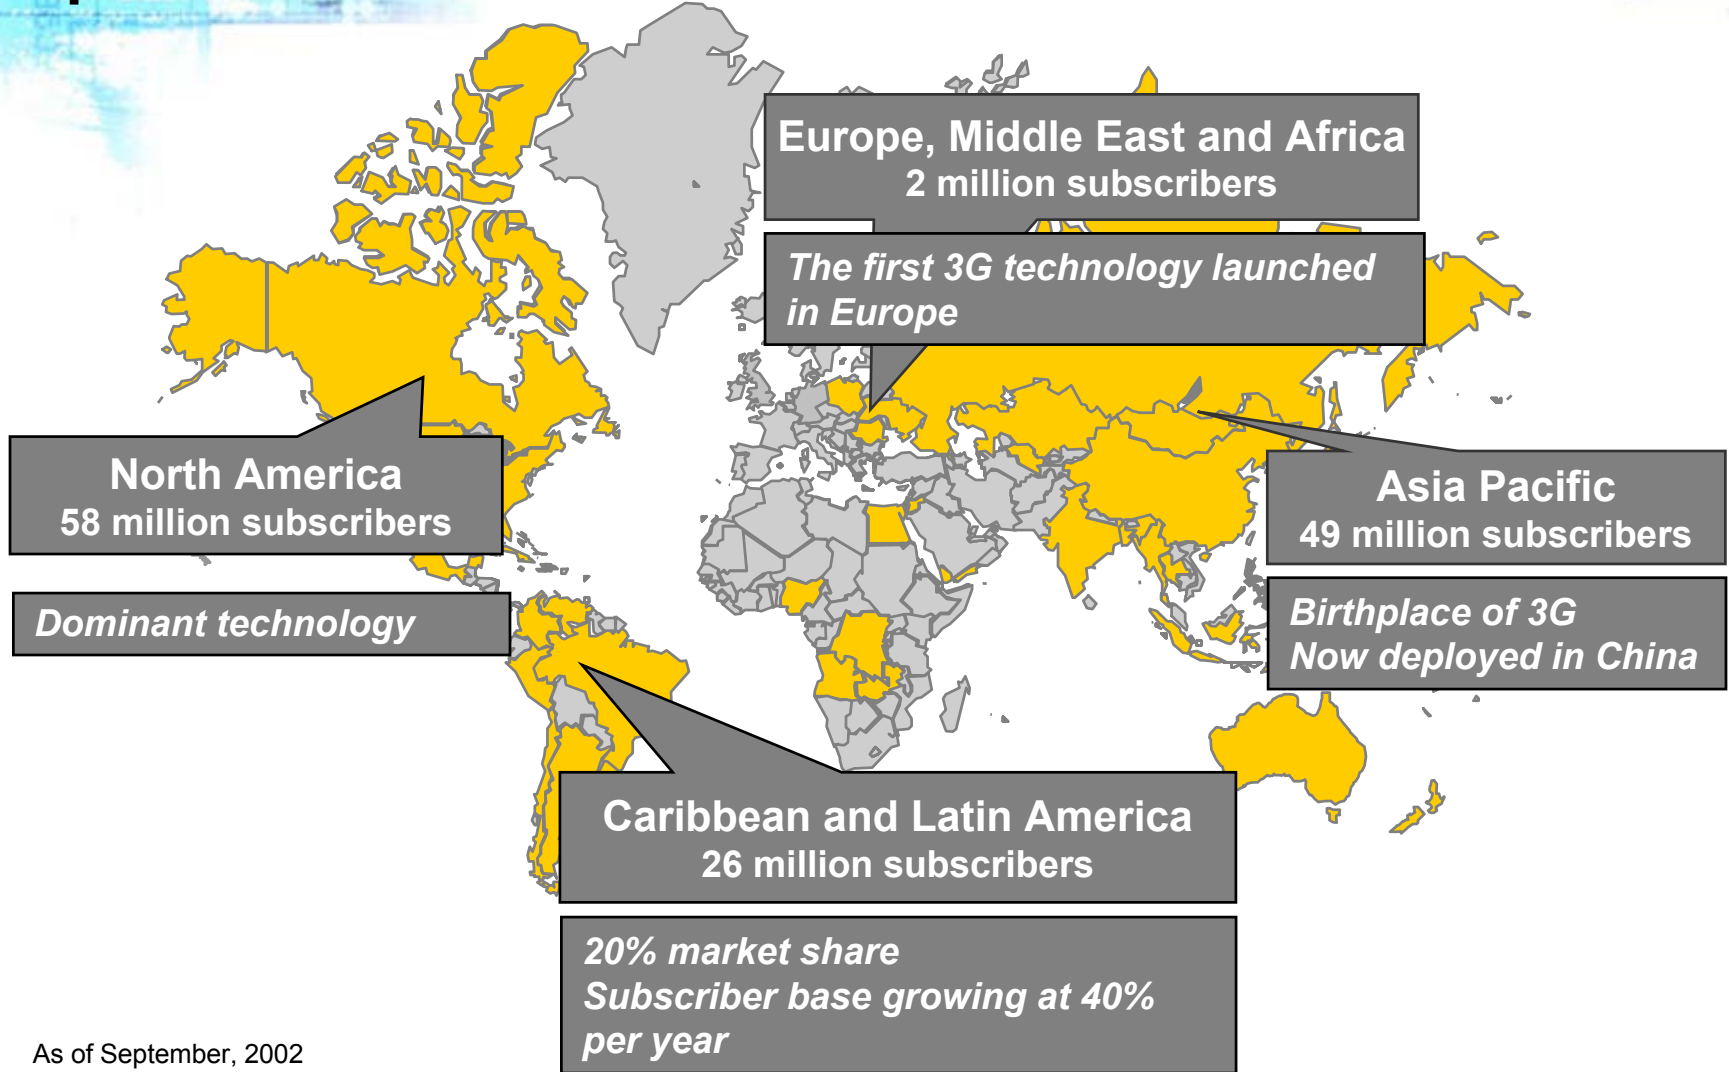 Europe, Middle East and Africa
2 million subscribers
The first 3G technology launched
in Europe
North America
58 million subscribers
Dominant technology
Asia Pacific
49 million subscribers
Birthplace of 3G
Now deployed in China
Caribbean and Latin America
26 million subscribers
20% market share
Subscriber base growing at 40%
per year
As of September, 2002